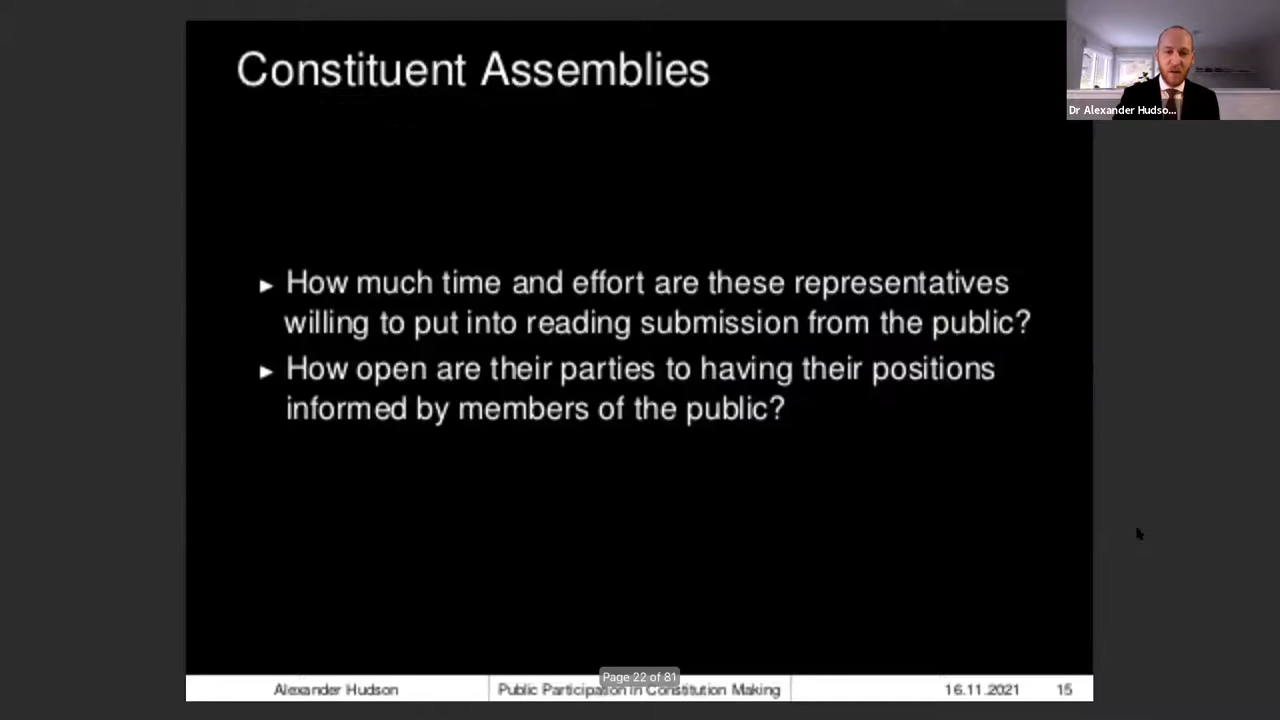 Constituent Assemblies
Dr Alexander Hudso...
► How much time and effort are these representatives
willing to put into reading submission from the public?
► How open are their parties to having their positions
informed by members of the public?
Page 22 of 81
Alexander Hudson
Public Participation in Constitution Making
16.11.2021
15